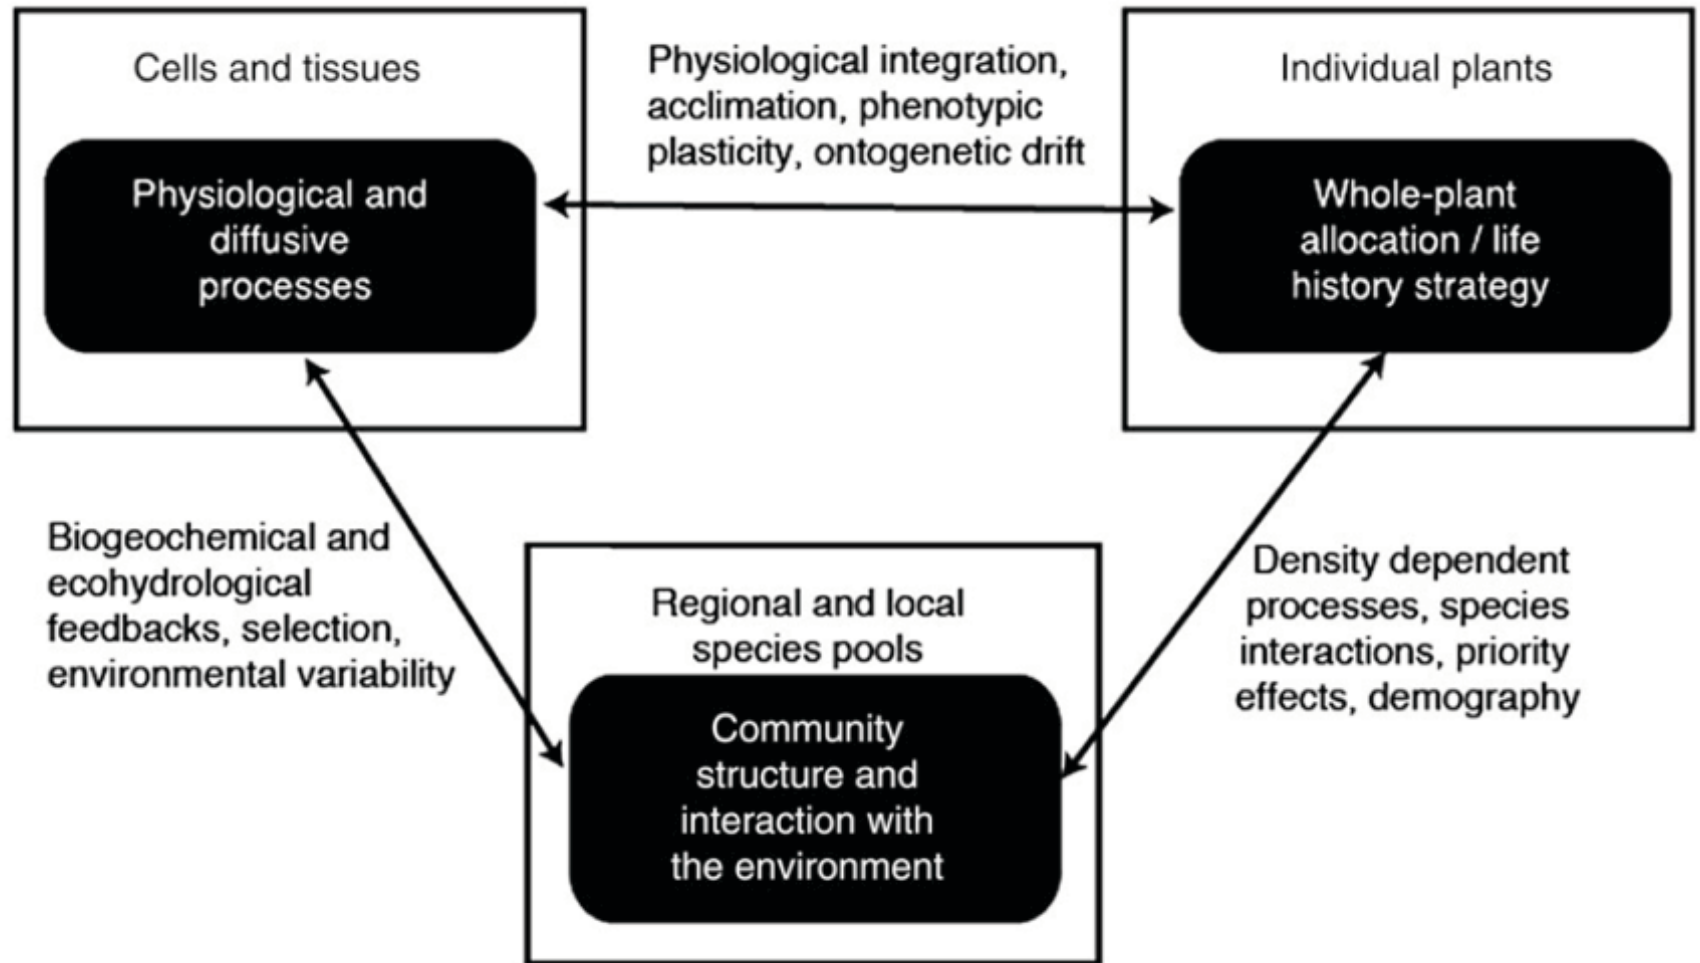 Cells and tissues
Physiological and
diffusive
processes
Physiological integration,
acclimation, phenotypic
plasticity, ontogenetic drift
Individual plants
Whole-plant
allocation / life
history strategy
Biogeochemical and
ecohydrological
feedbacks, selection,
environmental variability
Regional and local
species pools
Community
structure and
interaction with
the environment
Density dependent
processes, species
interactions, priority
effects, demography